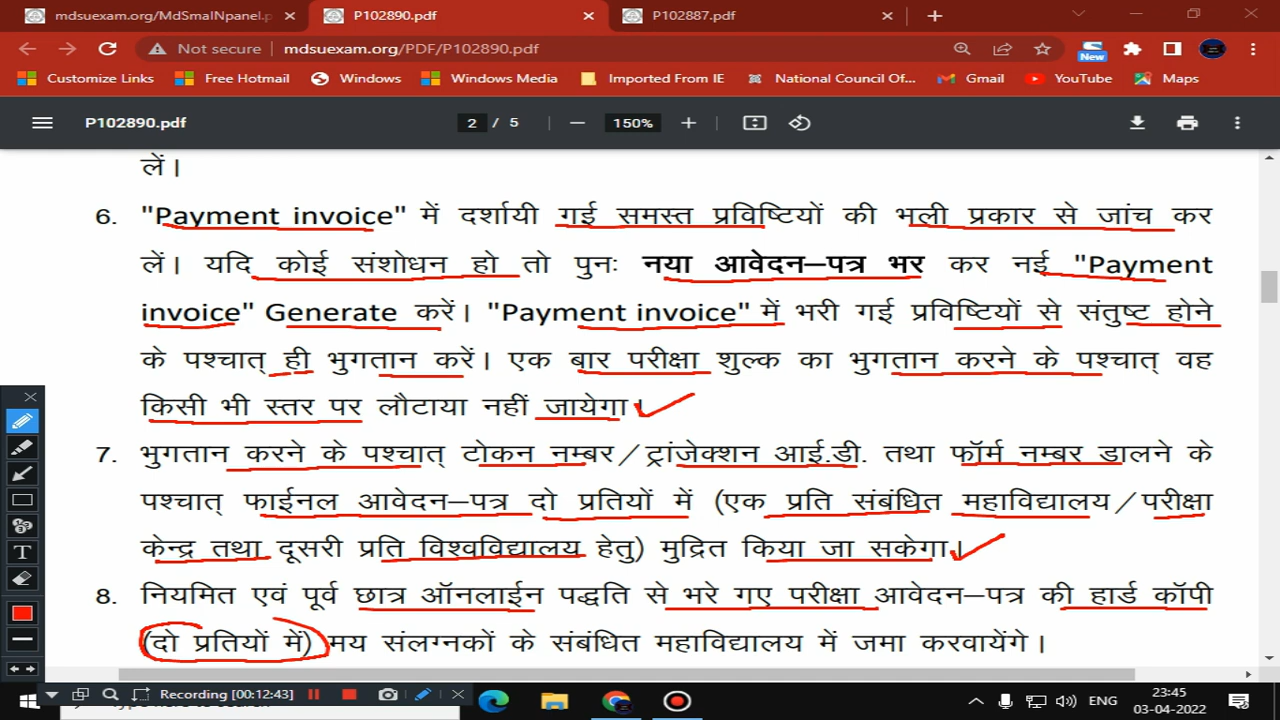 mdsuexam.org/MdSmalNpanel.p
P102890.pdf
P102887.pdf
Not secure
mdsuexam.org/PDF/P102890.pdf
New
Customize Links
Free Hotmail
Windows
Windows Media
Imported From IE
National Council Of...
Gmail
YouTube
Maps
P102890.pdf
2 / 5
150%
लें।
6. "Payment invoice" में दर्शायी गई समस्त प्रविष्टियों की भली प्रकार से जांच कर
लें। यदि कोई संशोधन हो तो पुनः नया आवेदन–पत्र भर कर नई "Payment
invoice" Generate करें। "Payment invoice" में भरी गई प्रविष्टियों से संतुष्ट होने
के पश्चात् ही भुगतान करें। एक बार परीक्षा शुल्क का भुगतान करने के पश्चात् वह
किसी भी स्तर पर लौटाया नहीं जायेगा।
7. भुगतान करने के पश्चात् टोकन नम्बर/ट्रांजेक्शन आई.डी. तथा फॉर्म नम्बर डालने के
पश्चात् फाईनल आवेदन–पत्र दो प्रतियों में (एक प्रति संबंधित महाविद्यालय/परीक्षा
केन्द्र तथा दूसरी प्रति विश्वविद्यालय हेतु) मुद्रित किया जा सकेगा।
8. नियमित एवं पूर्व छात्र ऑनलाईन पद्धति से भरे गए परीक्षा आवेदन–पत्र की हार्ड कॉपी
(दो प्रतियों में) मय संलग्नकों के संबंधित महाविद्यालय में जमा करवायेंगे।
T
Recording [00:12:43]
ENG
23:45
03-04-2022